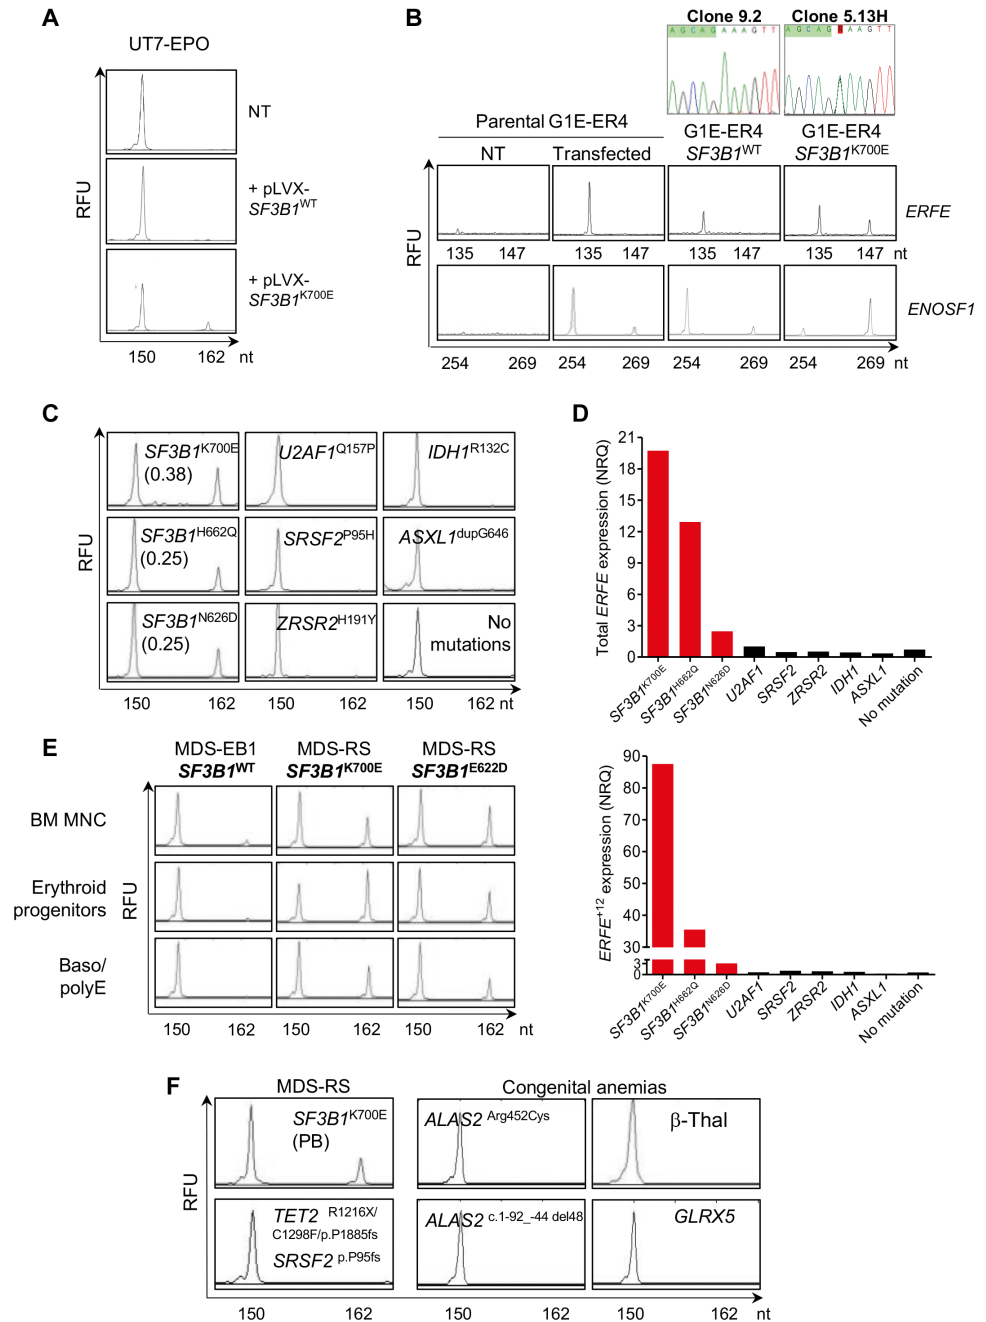 A
UT7-EPO
NT
+ pLVX-
SF3B1WT
+ pLVX-
SF3B1K700E
RFU
150 162 nt
B
Clone 9.2 Clone 5.13H
AGCAGAAAGTT AGCAG AAGTT
Parental G1E-ER4
NT Transfected
G1E-ER4
SF3B1WT
G1E-ER4
SF3B1K700E
RFU
ERFE
135 147 135 147 135 147 135 147 nt
ENOSF1
254 269 254 269 254 269 254 269 nt
C
SF3B1K700E
(0.38)
U2AF1Q157P
IDH1R132C
SF3B1H662Q
(0.25)
SRSF2P95H
ASXL1dupG646
SF3B1N626D
(0.25)
ZRSR2H191Y
No
mutations
RFU
150 162 150 162 150 162 nt
D
Total ERFE expression (NRQ)
21
18
15
12
9
6
3
0
SF3B1K700E
SF3B1H662Q
SF3B1N626D
U2AF1
SRSF2
ZRSR2
IDH1
ASXL1
No mutation
ERFE+12 expression (NRQ)
90
80
70
60
50
40
30
3
0
SF3B1K700E
SF3B1H662Q
SF3B1N626D
U2AF1
SRSF2
ZRSR2
IDH1
ASXL1
No mutation
E
MDS-EB1
SF3B1WT
MDS-RS
SF3B1K700E
MDS-RS
SF3B1E622D
BM MNC
Erythroid
progenitors
Baso/
polyE
RFU
150 162 150 162 150 162 nt
F
MDS-RS
Congenital anemias
SF3B1K700E
(PB)
ALAS2 Arg452Cys
β-Thal
TET2 R1216X/
C1298F/p.P1885fs
SRSF2 p.P95fs
ALAS2 c.1-92_-44 del48
GLRX5
RFU
150 162 150 162 150 162 nt